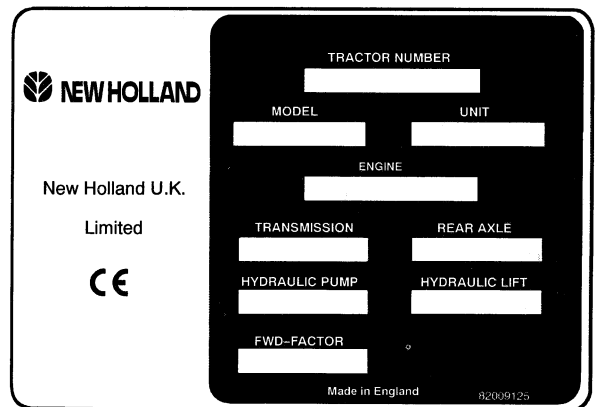 NEW HOLLAND
New Holland U.K.
Limited
CE
TRACTOR NUMBER
MODEL
UNIT
ENGINE
TRANSMISSION
REAR AXLE
HYDRAULIC PUMP
HYDRAULIC LIFT
FWD-FACTOR
Made in England
82009125